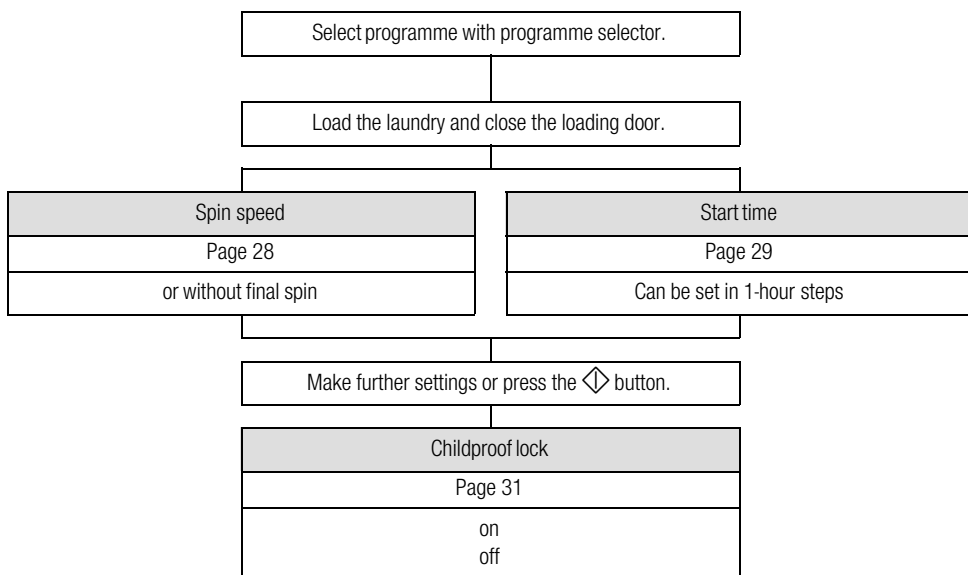 Select programme with programme selector.
Load the laundry and close the loading door.
Spin speed
Page 28
or without final spin
Start time
Page 29
Can be set in 1-hour steps
Make further settings or press the button.
Childproof lock
Page 31
on
off